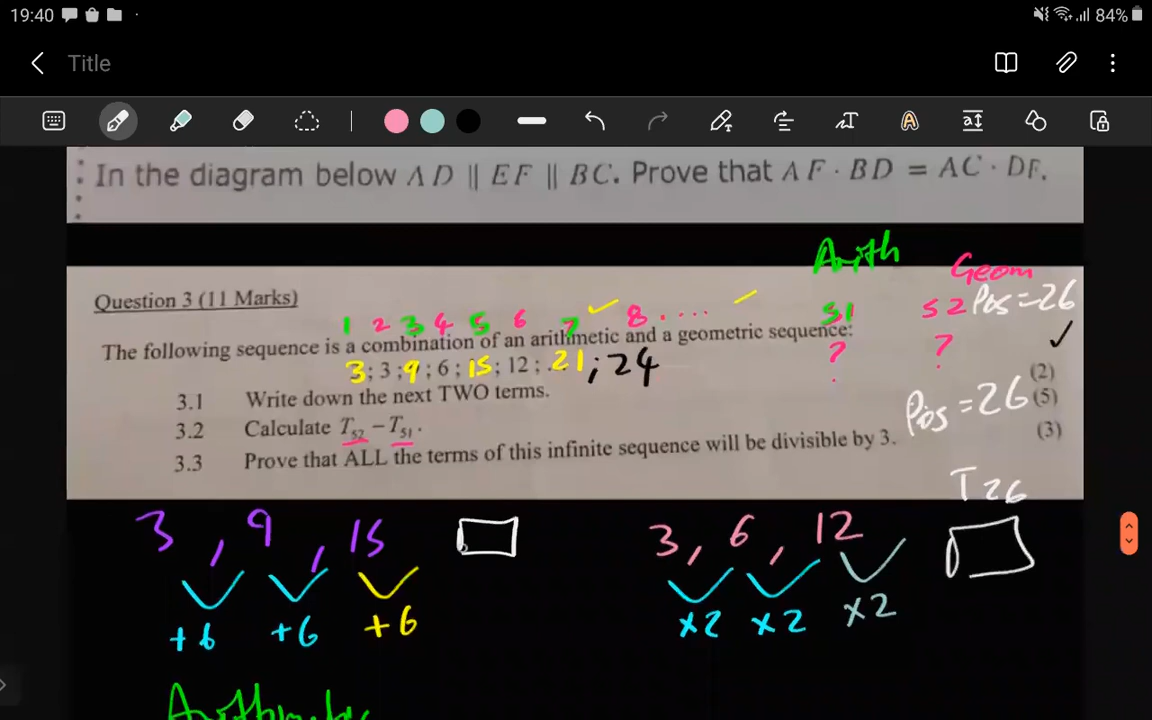 19:40
84%
Title
In the diagram below AD ∥ EF ∥ BC. Prove that AF · BD = AC · DF.
Arith Geom
Question 3 (11 Marks)
1 2 3 4 5 6 7 8 .... S1 S2 Pos = 26
The following sequence is a combination of an arithmetic and a geometric sequence:
3; 3; 9; 6; 15; 12; 21; 24 ? ?
3.1 Write down the next TWO terms. (2)
3.2 Calculate T52 − T51. (5)
Pos = 26
3.3 Prove that ALL the terms of this infinite sequence will be divisible by 3. (3)
T26
3, 9, 15 3, 6, 12
+6 +6 +6 ×2 ×2 ×2
Arithmetic